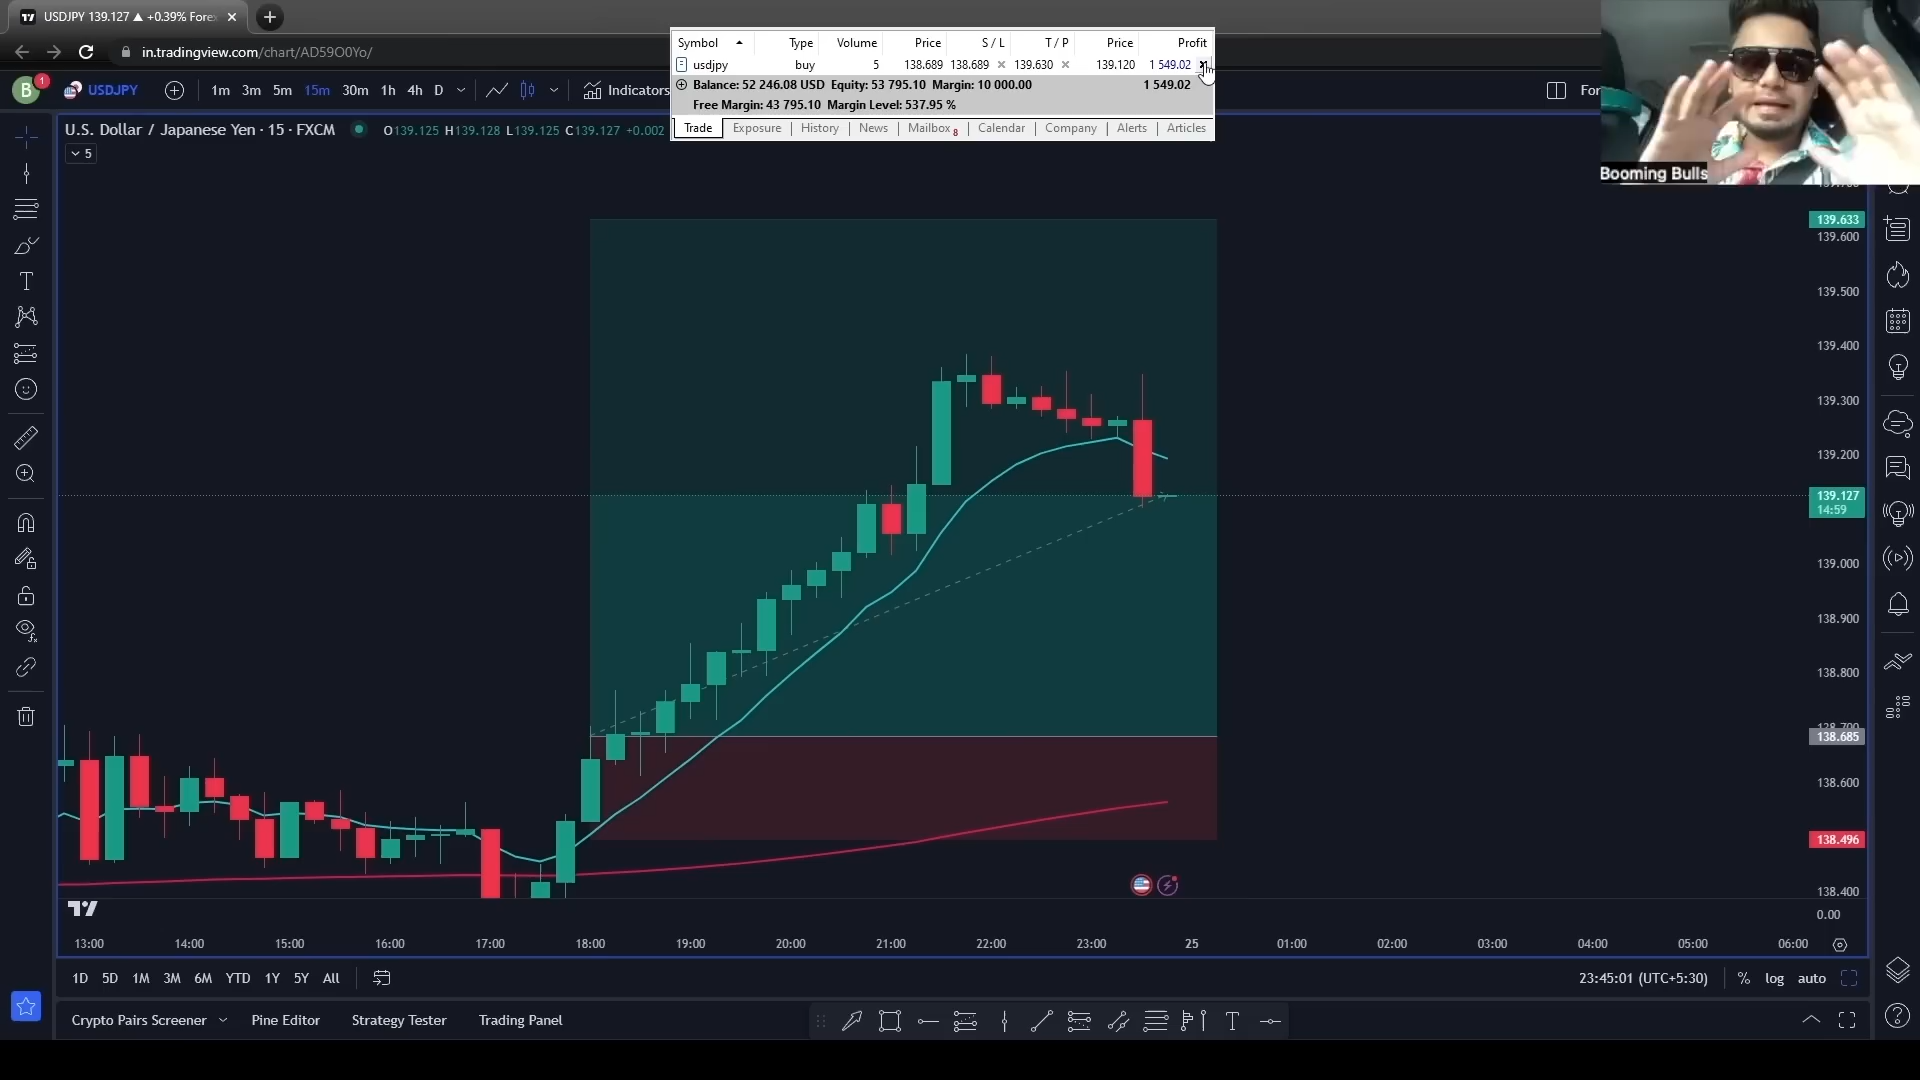 USDJPY 139.127 ▲ +0.39% Fore
in.tradingview.com/chart/AD59O0Yo/
B 1 USDJPY 1m 3m 5m 15m 30m 1h 4h D Indicators
For
Symbol Type Volume Price S / L T / P Price Profit
usdjpy buy 5 138.689 138.689 139.630 139.120 1 549.02
Balance: 52 246.08 USD Equity: 53 795.10 Margin: 10 000.00 1 549.02
Free Margin: 43 795.10 Margin Level: 537.95 %
Trade Exposure History News Mailbox 8 Calendar Company Alerts Articles
Booming Bulls
U.S. Dollar / Japanese Yen · 15 · FXCM O139.125 H139.128 L139.125 C139.127 +0.002
5
139.633
139.600
139.500
139.400
139.300
139.200
139.127
14:59
139.000
138.900
138.800
138.700
138.685
138.600
138.496
138.400
0.00
13:00 14:00 15:00 16:00 17:00 18:00 19:00 20:00 21:00 22:00 23:00 25 01:00 02:00 03:00 04:00 05:00 06:00
1D 5D 1M 3M 6M YTD 1Y 5Y All 23:45:01 (UTC+5:30) % log auto
Crypto Pairs Screener Pine Editor Strategy Tester Trading Panel